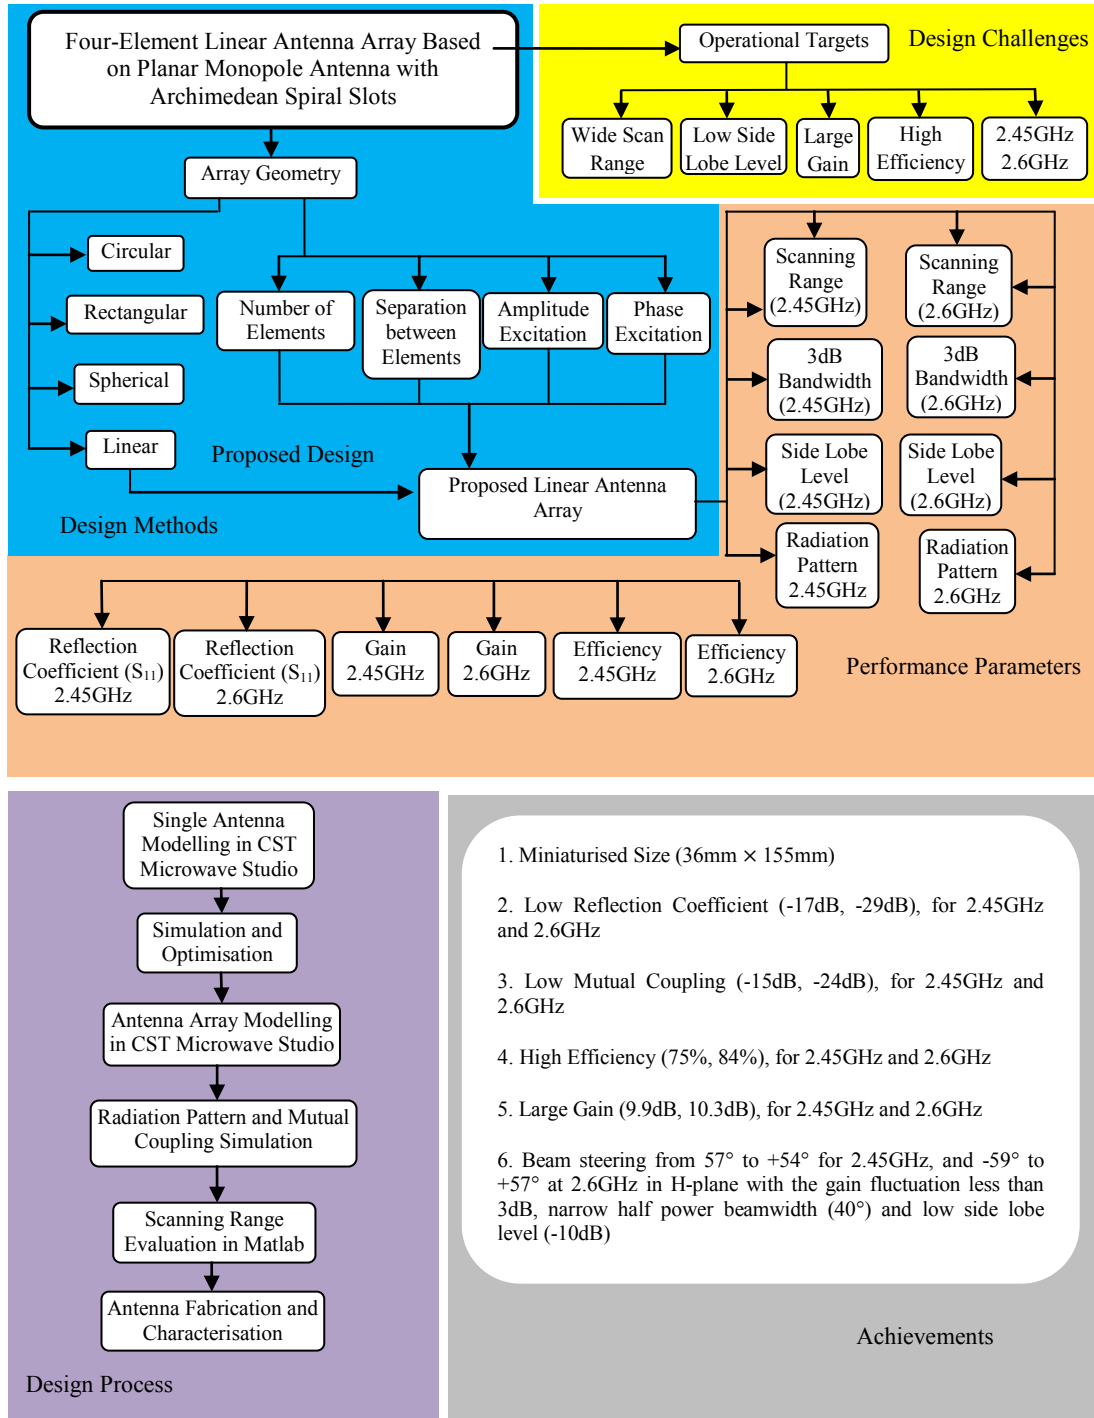 Four-Element Linear Antenna Array Based
on Planar Monopole Antenna with
Archimedean Spiral Slots
Operational Targets
Design Challenges
Wide Scan
Range
Low Side
Lobe Level
Large
Gain
High
Efficiency
2.45GHz
2.6GHz
Array Geometry
Circular
Rectangular
Spherical
Linear
Number of
Elements
Separation
between
Elements
Amplitude
Excitation
Phase
Excitation
Proposed Design
Proposed Linear Antenna
Array
Design Methods
Scanning
Range
(2.45GHz)
Scanning
Range
(2.6GHz)
3dB
Bandwidth
(2.45GHz)
3dB
Bandwidth
(2.6GHz)
Side Lobe
Level
(2.45GHz)
Side Lobe
Level
(2.6GHz)
Radiation
Pattern
2.45GHz
Radiation
Pattern
2.6GHz
Reflection
Coefficient (S₁₁)
2.45GHz
Reflection
Coefficient (S₁₁)
2.6GHz
Gain
2.45GHz
Gain
2.6GHz
Efficiency
2.45GHz
Efficiency
2.6GHz
Performance Parameters
Single Antenna
Modelling in CST
Microwave Studio
Simulation and
Optimisation
Antenna Array Modelling
in CST Microwave Studio
Radiation Pattern and Mutual
Coupling Simulation
Scanning Range
Evaluation in Matlab
Antenna Fabrication and
Characterisation
Design Process
1. Miniaturised Size (36mm × 155mm)
2. Low Reflection Coefficient (-17dB, -29dB), for 2.45GHz
and 2.6GHz
3. Low Mutual Coupling (-15dB, -24dB), for 2.45GHz and
2.6GHz
4. High Efficiency (75%, 84%), for 2.45GHz and 2.6GHz
5. Large Gain (9.9dB, 10.3dB), for 2.45GHz and 2.6GHz
6. Beam steering from 57° to +54° for 2.45GHz, and -59° to
+57° at 2.6GHz in H-plane with the gain fluctuation less than
3dB, narrow half power beamwidth (40°) and low side lobe
level (-10dB)
Achievements